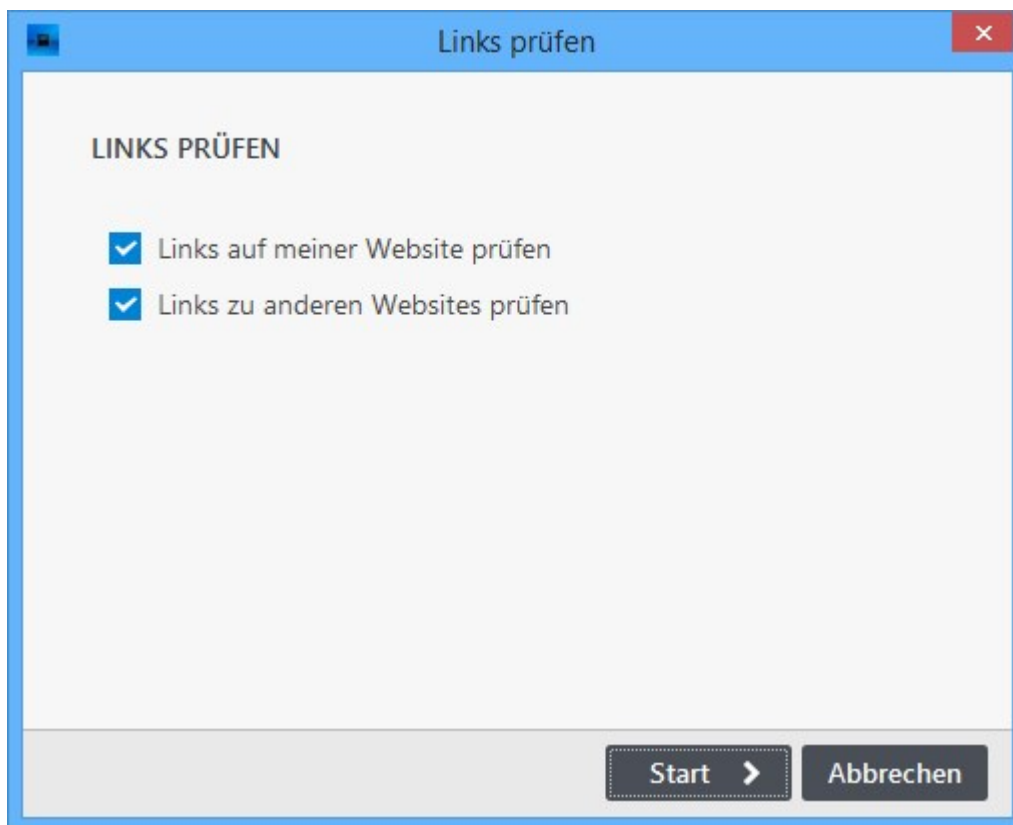 Links prüfen
LINKS PRÜFEN
Links auf meiner Website prüfen
Links zu anderen Websites prüfen
Start
Abbrechen